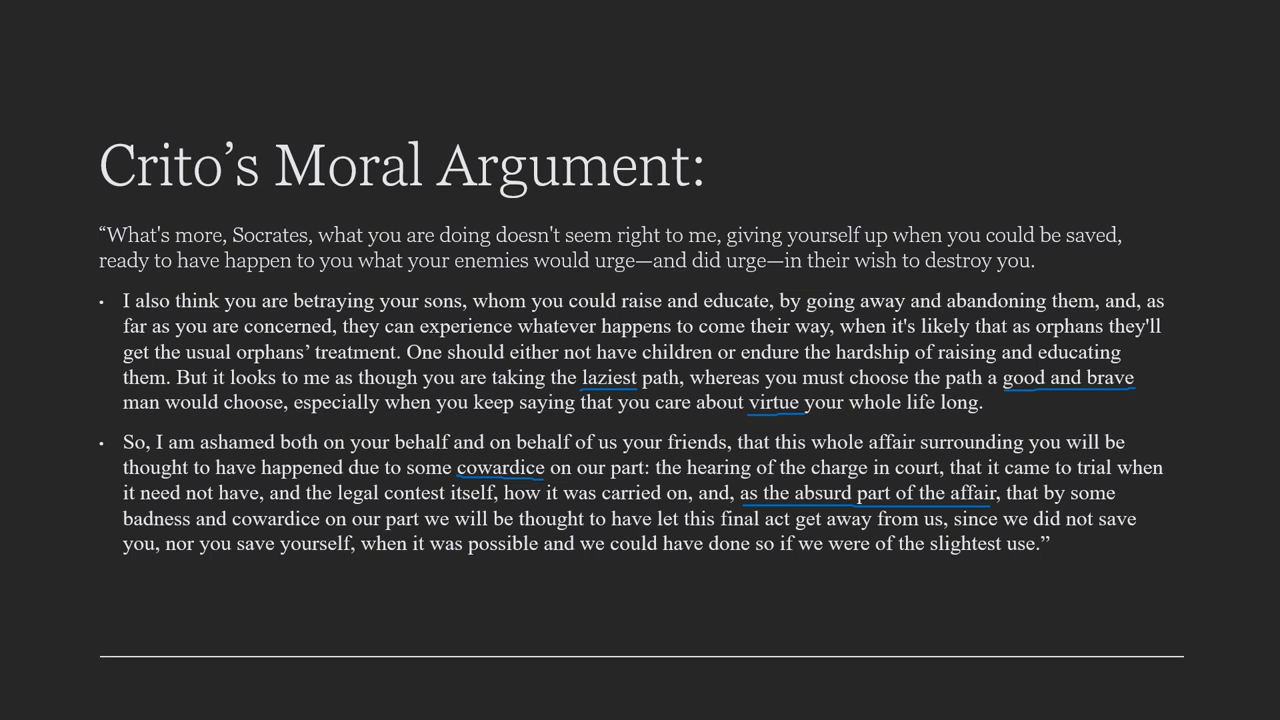 Crito’s Moral Argument:
“What's more, Socrates, what you are doing doesn't seem right to me, giving yourself up when you could be saved,
ready to have happen to you what your enemies would urge—and did urge—in their wish to destroy you.
• I also think you are betraying your sons, whom you could raise and educate, by going away and abandoning them, and, as
far as you are concerned, they can experience whatever happens to come their way, when it's likely that as orphans they'll
get the usual orphans’ treatment. One should either not have children or endure the hardship of raising and educating
them. But it looks to me as though you are taking the laziest path, whereas you must choose the path a good and brave
man would choose, especially when you keep saying that you care about virtue your whole life long.
• So, I am ashamed both on your behalf and on behalf of us your friends, that this whole affair surrounding you will be
thought to have happened due to some cowardice on our part: the hearing of the charge in court, that it came to trial when
it need not have, and the legal contest itself, how it was carried on, and, as the absurd part of the affair, that by some
badness and cowardice on our part we will be thought to have let this final act get away from us, since we did not save
you, nor you save yourself, when it was possible and we could have done so if we were of the slightest use.”